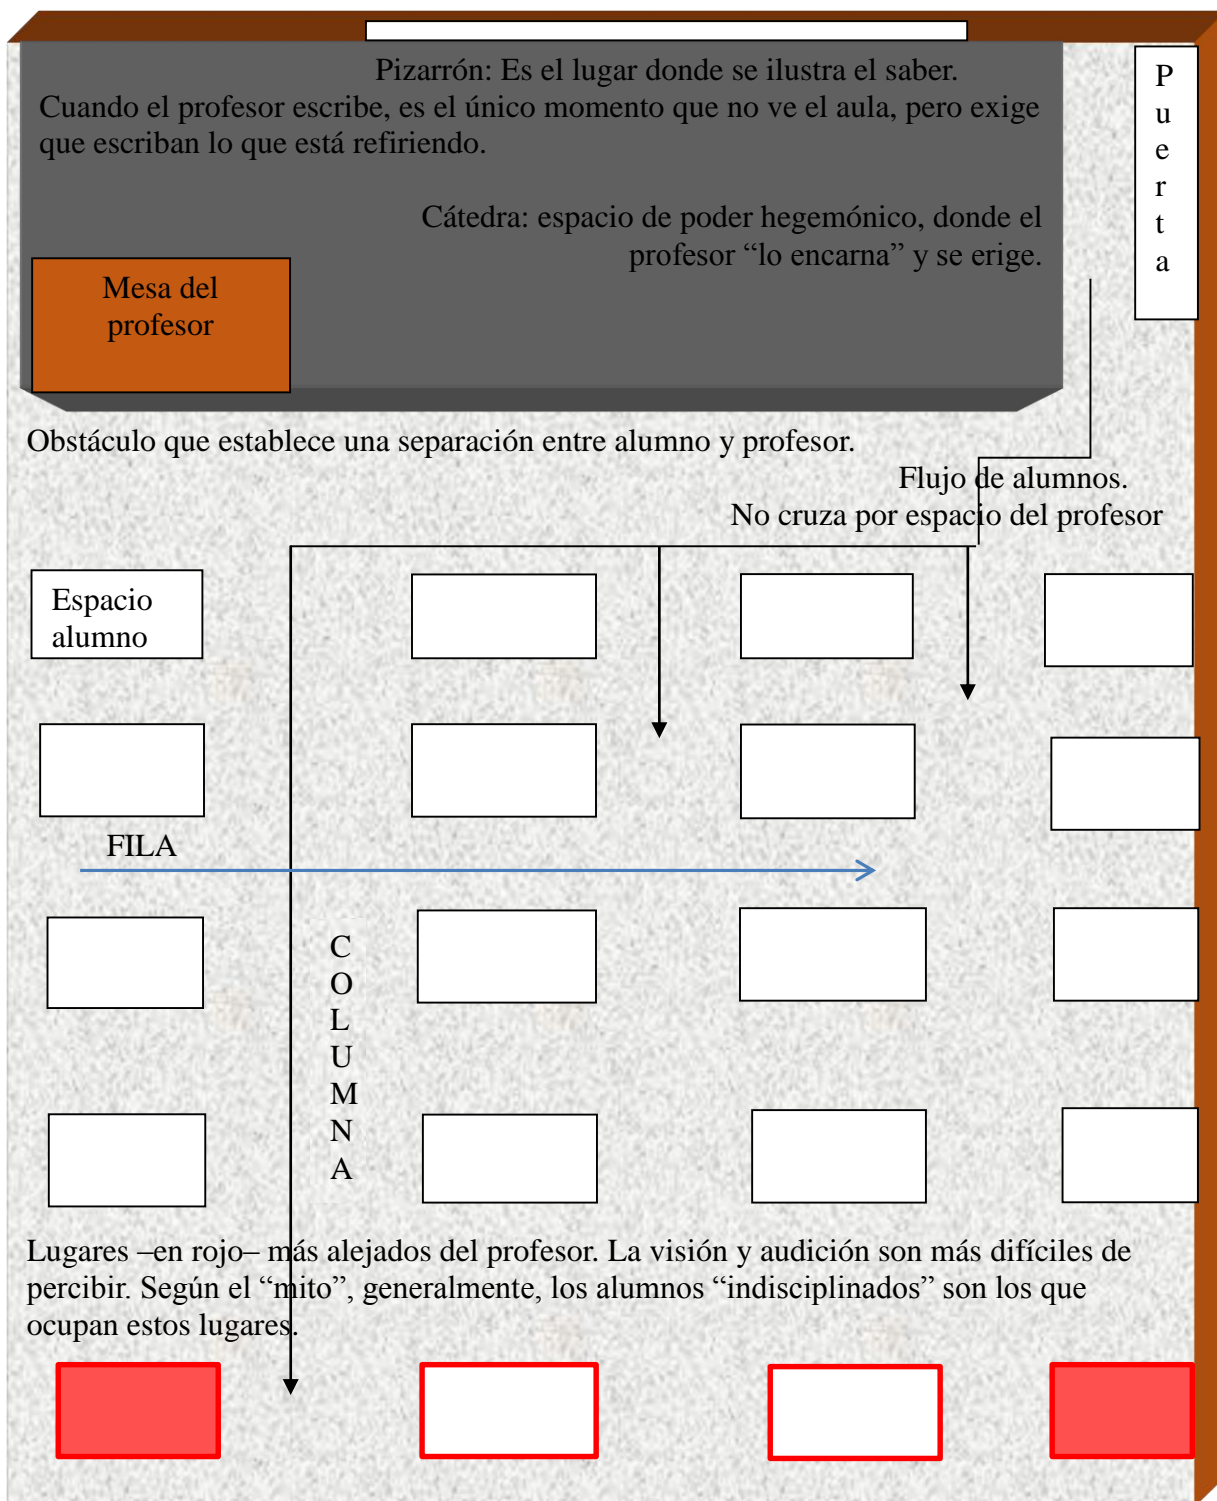 Pizarrón: Es el lugar donde se ilustra el saber.
Cuando el profesor escribe, es el único momento que no ve el aula, pero exige
que escriban lo que está refiriendo.
Puerta
Cátedra: espacio de poder hegemónico, donde el
profesor “lo encarna” y se erige.
Mesa del
profesor
Obstáculo que establece una separación entre alumno y profesor.
Flujo de alumnos.
No cruza por espacio del profesor
Espacio
alumno
FILA
COLUMNA
Lugares –en rojo– más alejados del profesor. La visión y audición son más difíciles de
percibir. Según el “mito”, generalmente, los alumnos “indisciplinados” son los que
ocupan estos lugares.